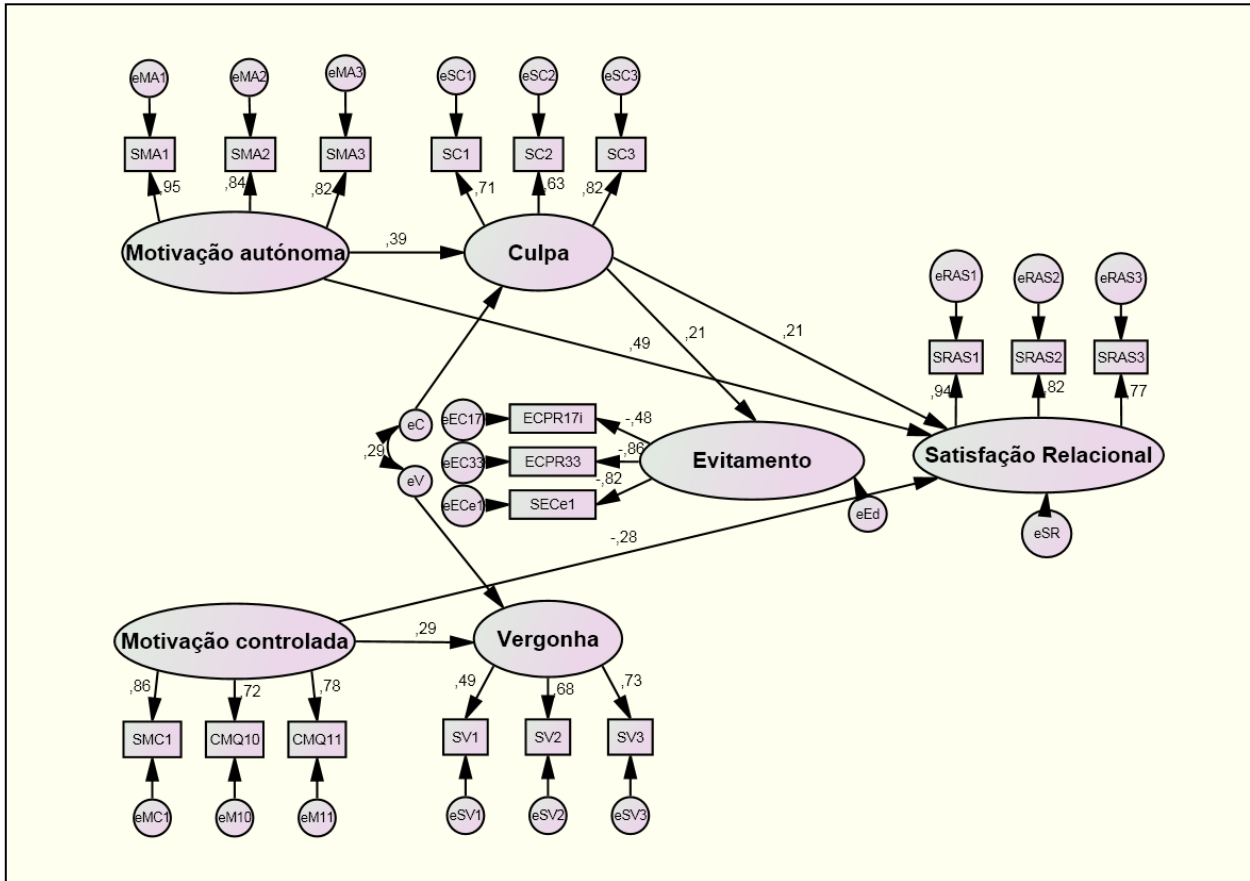 eMA1
eMA2
eMA3
eSC1
eSC2
eSC3
SMA1
SMA2
SMA3
SC1
SC2
SC3
,95
,84
,82
,71
,63
,82
Motivação autónoma
,39
Culpa
eRAS1
eRAS2
eRAS3
,49
,21
,21
SRAS1
SRAS2
SRAS3
,94
,82
,77
eC
,29
eV
eEC17
ECPR17i
-,48
eEC33
ECPR33
-,86
eECe1
SECe1
-,82
Evitamento
Satisfação Relacional
eEd
eSR
-,28
Motivação controlada
,29
Vergonha
,86
,72
,78
,49
,68
,73
SMC1
CMQ10
CMQ11
SV1
SV2
SV3
eMC1
eM10
eM11
eSV1
eSV2
eSV3